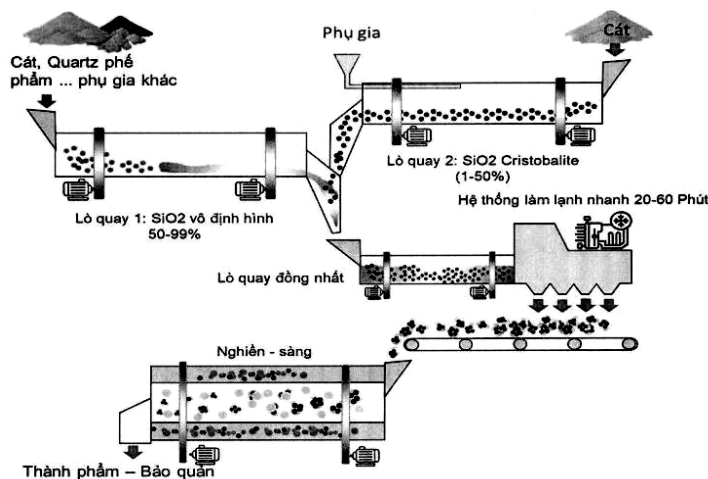 Phụ gia
Cát
Cát, Quartz phế
phẩm ... phụ gia khác
Lò quay 2: SiO2 Cristobalite
(1-50%)
Lò quay 1: SiO2 vô định hình
50-99%
Hệ thống làm lạnh nhanh 20-60 Phút
Lò quay đồng nhất
Nghiền - sàng
Thành phẩm – Bảo quản